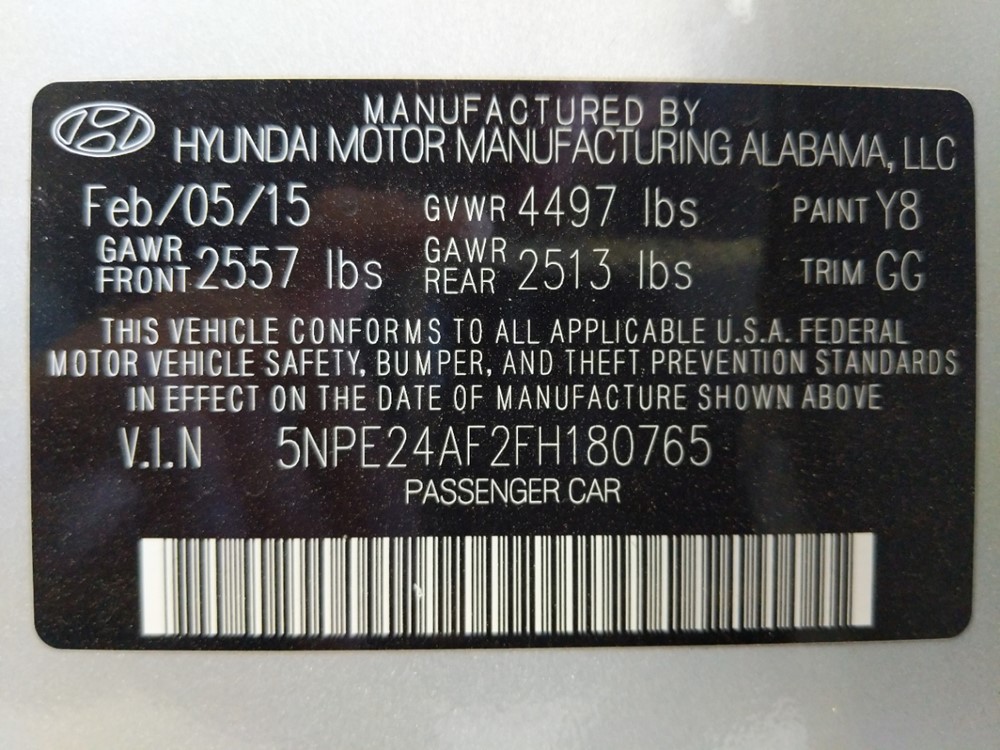 MANUFACTURED BY
HYUNDAI MOTOR MANUFACTURING ALABAMA, LLC
Feb/05/15 GVWR 4497 lbs PAINT Y8
GAWR FRONT 2557 lbs GAWR REAR 2513 lbs TRIM GG
THIS VEHICLE CONFORMS TO ALL APPLICABLE U.S.A. FEDERAL
MOTOR VEHICLE SAFETY, BUMPER, AND THEFT PREVENTION STANDARDS
IN EFFECT ON THE DATE OF MANUFACTURE SHOWN ABOVE
V.I.N 5NPE24AF2FH180765
PASSENGER CAR